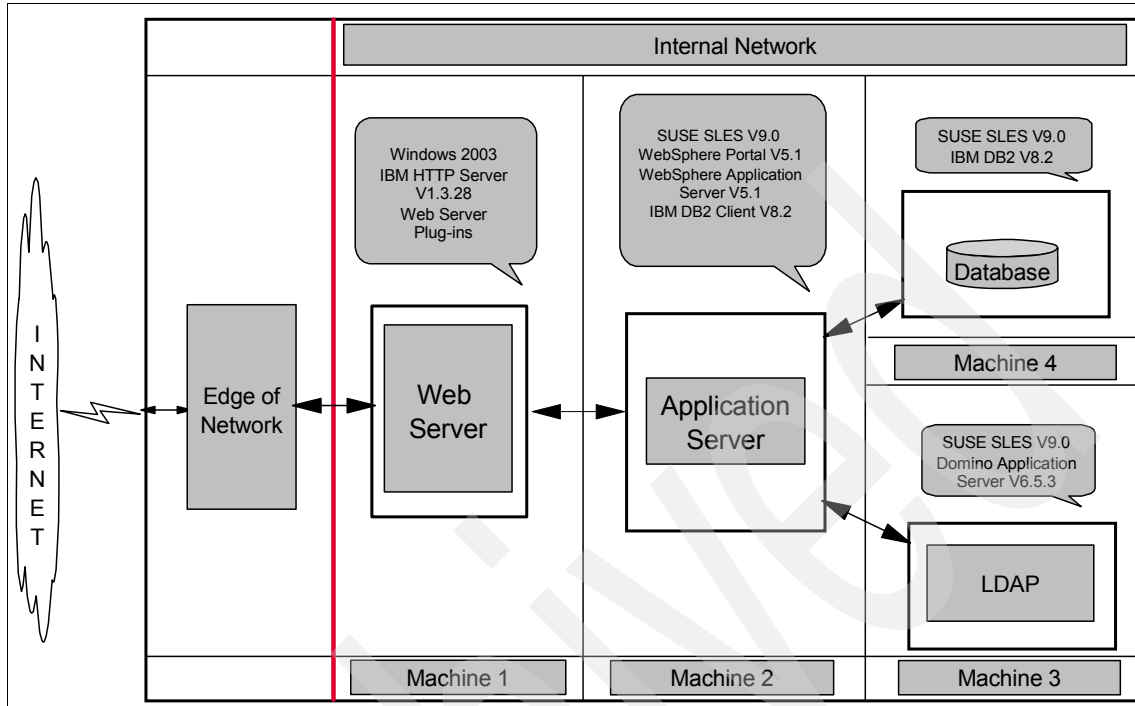 Internal Network
Windows 2003
IBM HTTP Server
V1.3.28
Web Server
Plug-ins
SUSE SLES V9.0
WebSphere Portal V5.1
WebSphere Application
Server V5.1
IBM DB2 Client V8.2
SUSE SLES V9.0
IBM DB2 V8.2
Database
Machine 4
INTERNET
Edge of
Network
Web
Server
Application
Server
SUSE SLES V9.0
Domino Application
Server V6.5.3
LDAP
Machine 1
Machine 2
Machine 3